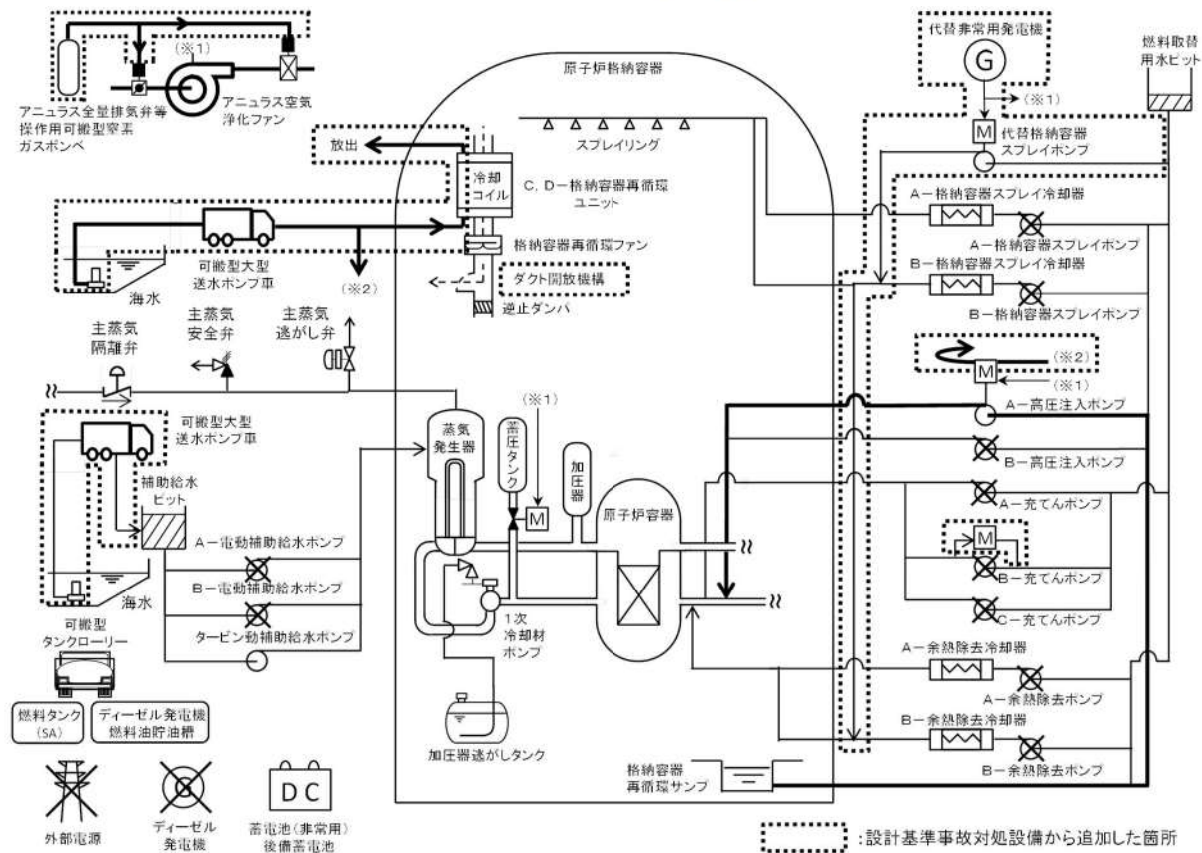 (※1)
アニュラス全量排気弁等
操作用可搬型窒素
ガスボンベ
アニュラス空気
浄化ファン
原子炉格納容器
スプレイリング
放出
冷却
コイル
C, D-格納容器再循環
ユニット
格納容器再循環ファン
ダクト開放機構
逆止ダンパ
可搬型大型
送水ポンプ車
海水
(※2)
代替非常用発電機
G
(※1)
M
代替格納容器
スプレイポンプ
燃料取替
用水ピット
A-格納容器スプレイ冷却器
A-格納容器スプレイポンプ
B-格納容器スプレイ冷却器
B-格納容器スプレイポンプ
(※2)
M
(※1)
A-高圧注入ポンプ
B-高圧注入ポンプ
A-充てんポンプ
M
B-充てんポンプ
C-充てんポンプ
A-余熱除去冷却器
A-余熱除去ポンプ
B-余熱除去冷却器
B-余熱除去ポンプ
主蒸気
隔離弁
主蒸気
安全弁
主蒸気
逃がし弁
可搬型大型
送水ポンプ車
補助給水
ピット
海水
A-電動補助給水ポンプ
B-電動補助給水ポンプ
タービン動補助給水ポンプ
蒸気
発生器
蓄圧タンク
(※1)
M
加圧器
原子炉容器
1次
冷却材
ポンプ
加圧器逃がしタンク
格納容器
再循環サンプ
可搬型
タンクローリー
燃料タンク
(SA)
ディーゼル発電機
燃料油貯油槽
外部電源
ディーゼル
発電機
DC
蓄電池(非常用)
後備蓄電池
:設計基準事故対処設備から追加した箇所